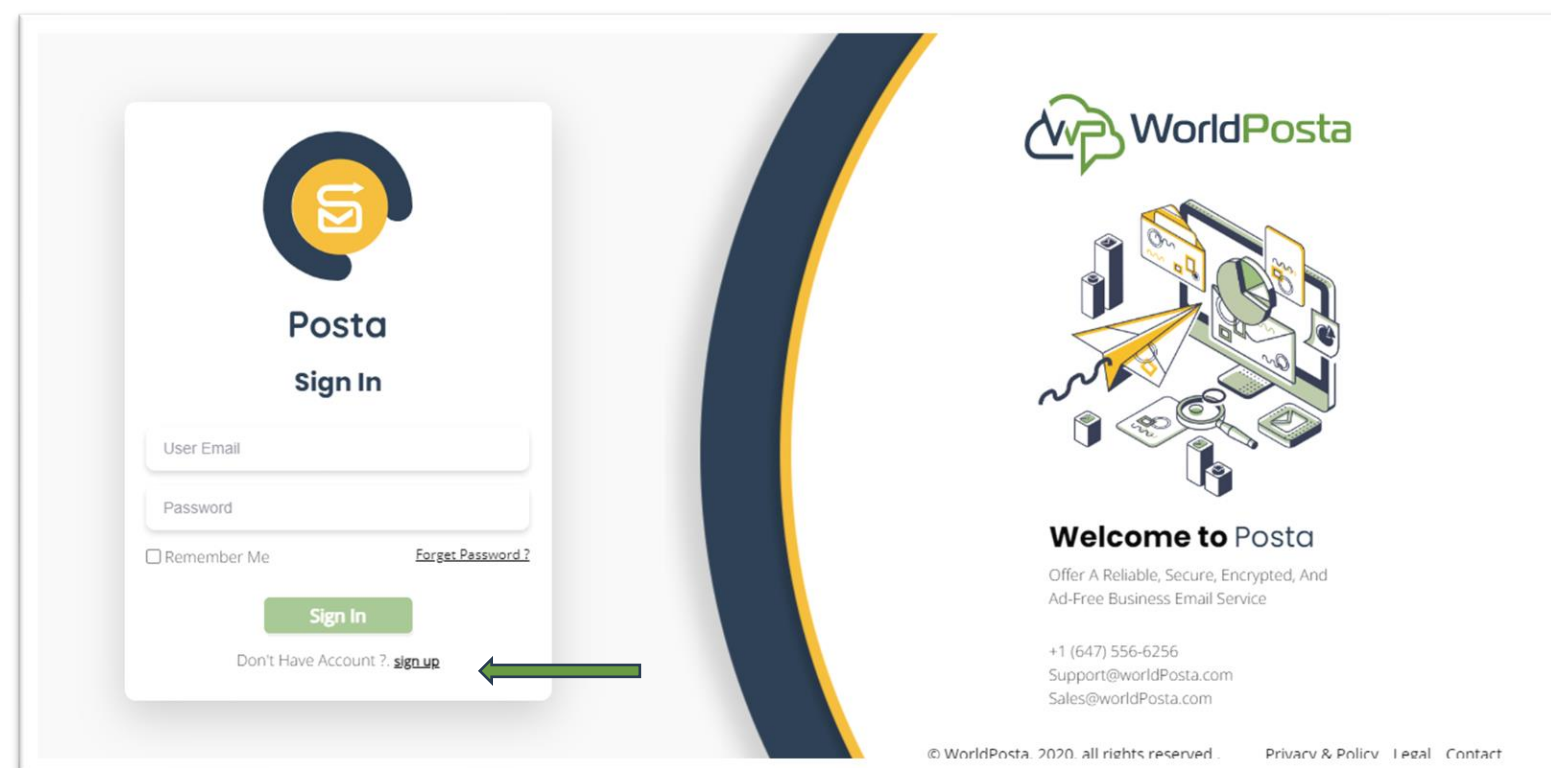 Posta
Sign In
User Email
Password
Remember Me
Forget Password ?
Sign In
Don't Have Account ?. sign up
WP WorldPosta
Welcome to Posta
Offer A Reliable, Secure, Encrypted, And
Ad-Free Business Email Service
+1 (647) 556-6256
Support@worldPosta.com
Sales@worldPosta.com
© WorldPosta, 2020, all rights reserved . Privacy & Policy Legal Contact